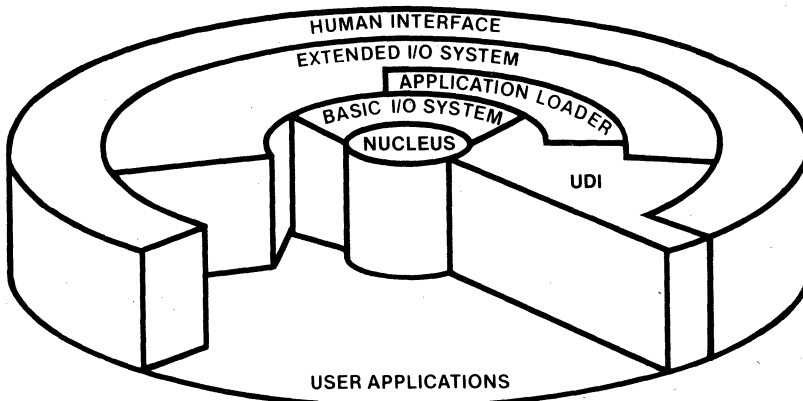 HUMAN INTERFACE
EXTENDED I/O SYSTEM
APPLICATION LOADER
BASIC I/O SYSTEM
NUCLEUS
UDI
USER APPLICATIONS